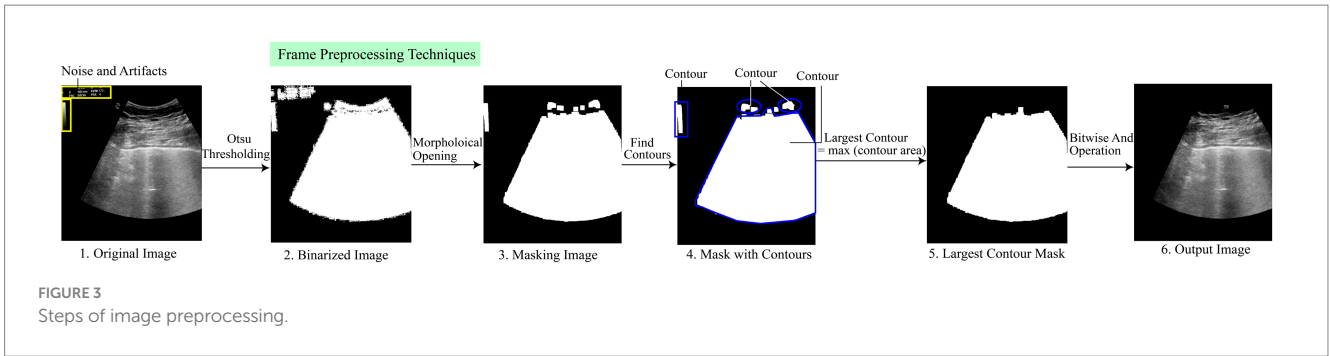 Frame Preprocessing Techniques
Noise and Artifacts
Otsu
Thresholding
Morpholoical
Opening
Find
Contours
Contour
Contour
Contour
Largest Contour
= max (contour area)
Bitwise And
Operation
1. Original Image
2. Binarized Image
3. Masking Image
4. Mask with Contours
5. Largest Contour Mask
6. Output Image
FIGURE 3
Steps of image preprocessing.